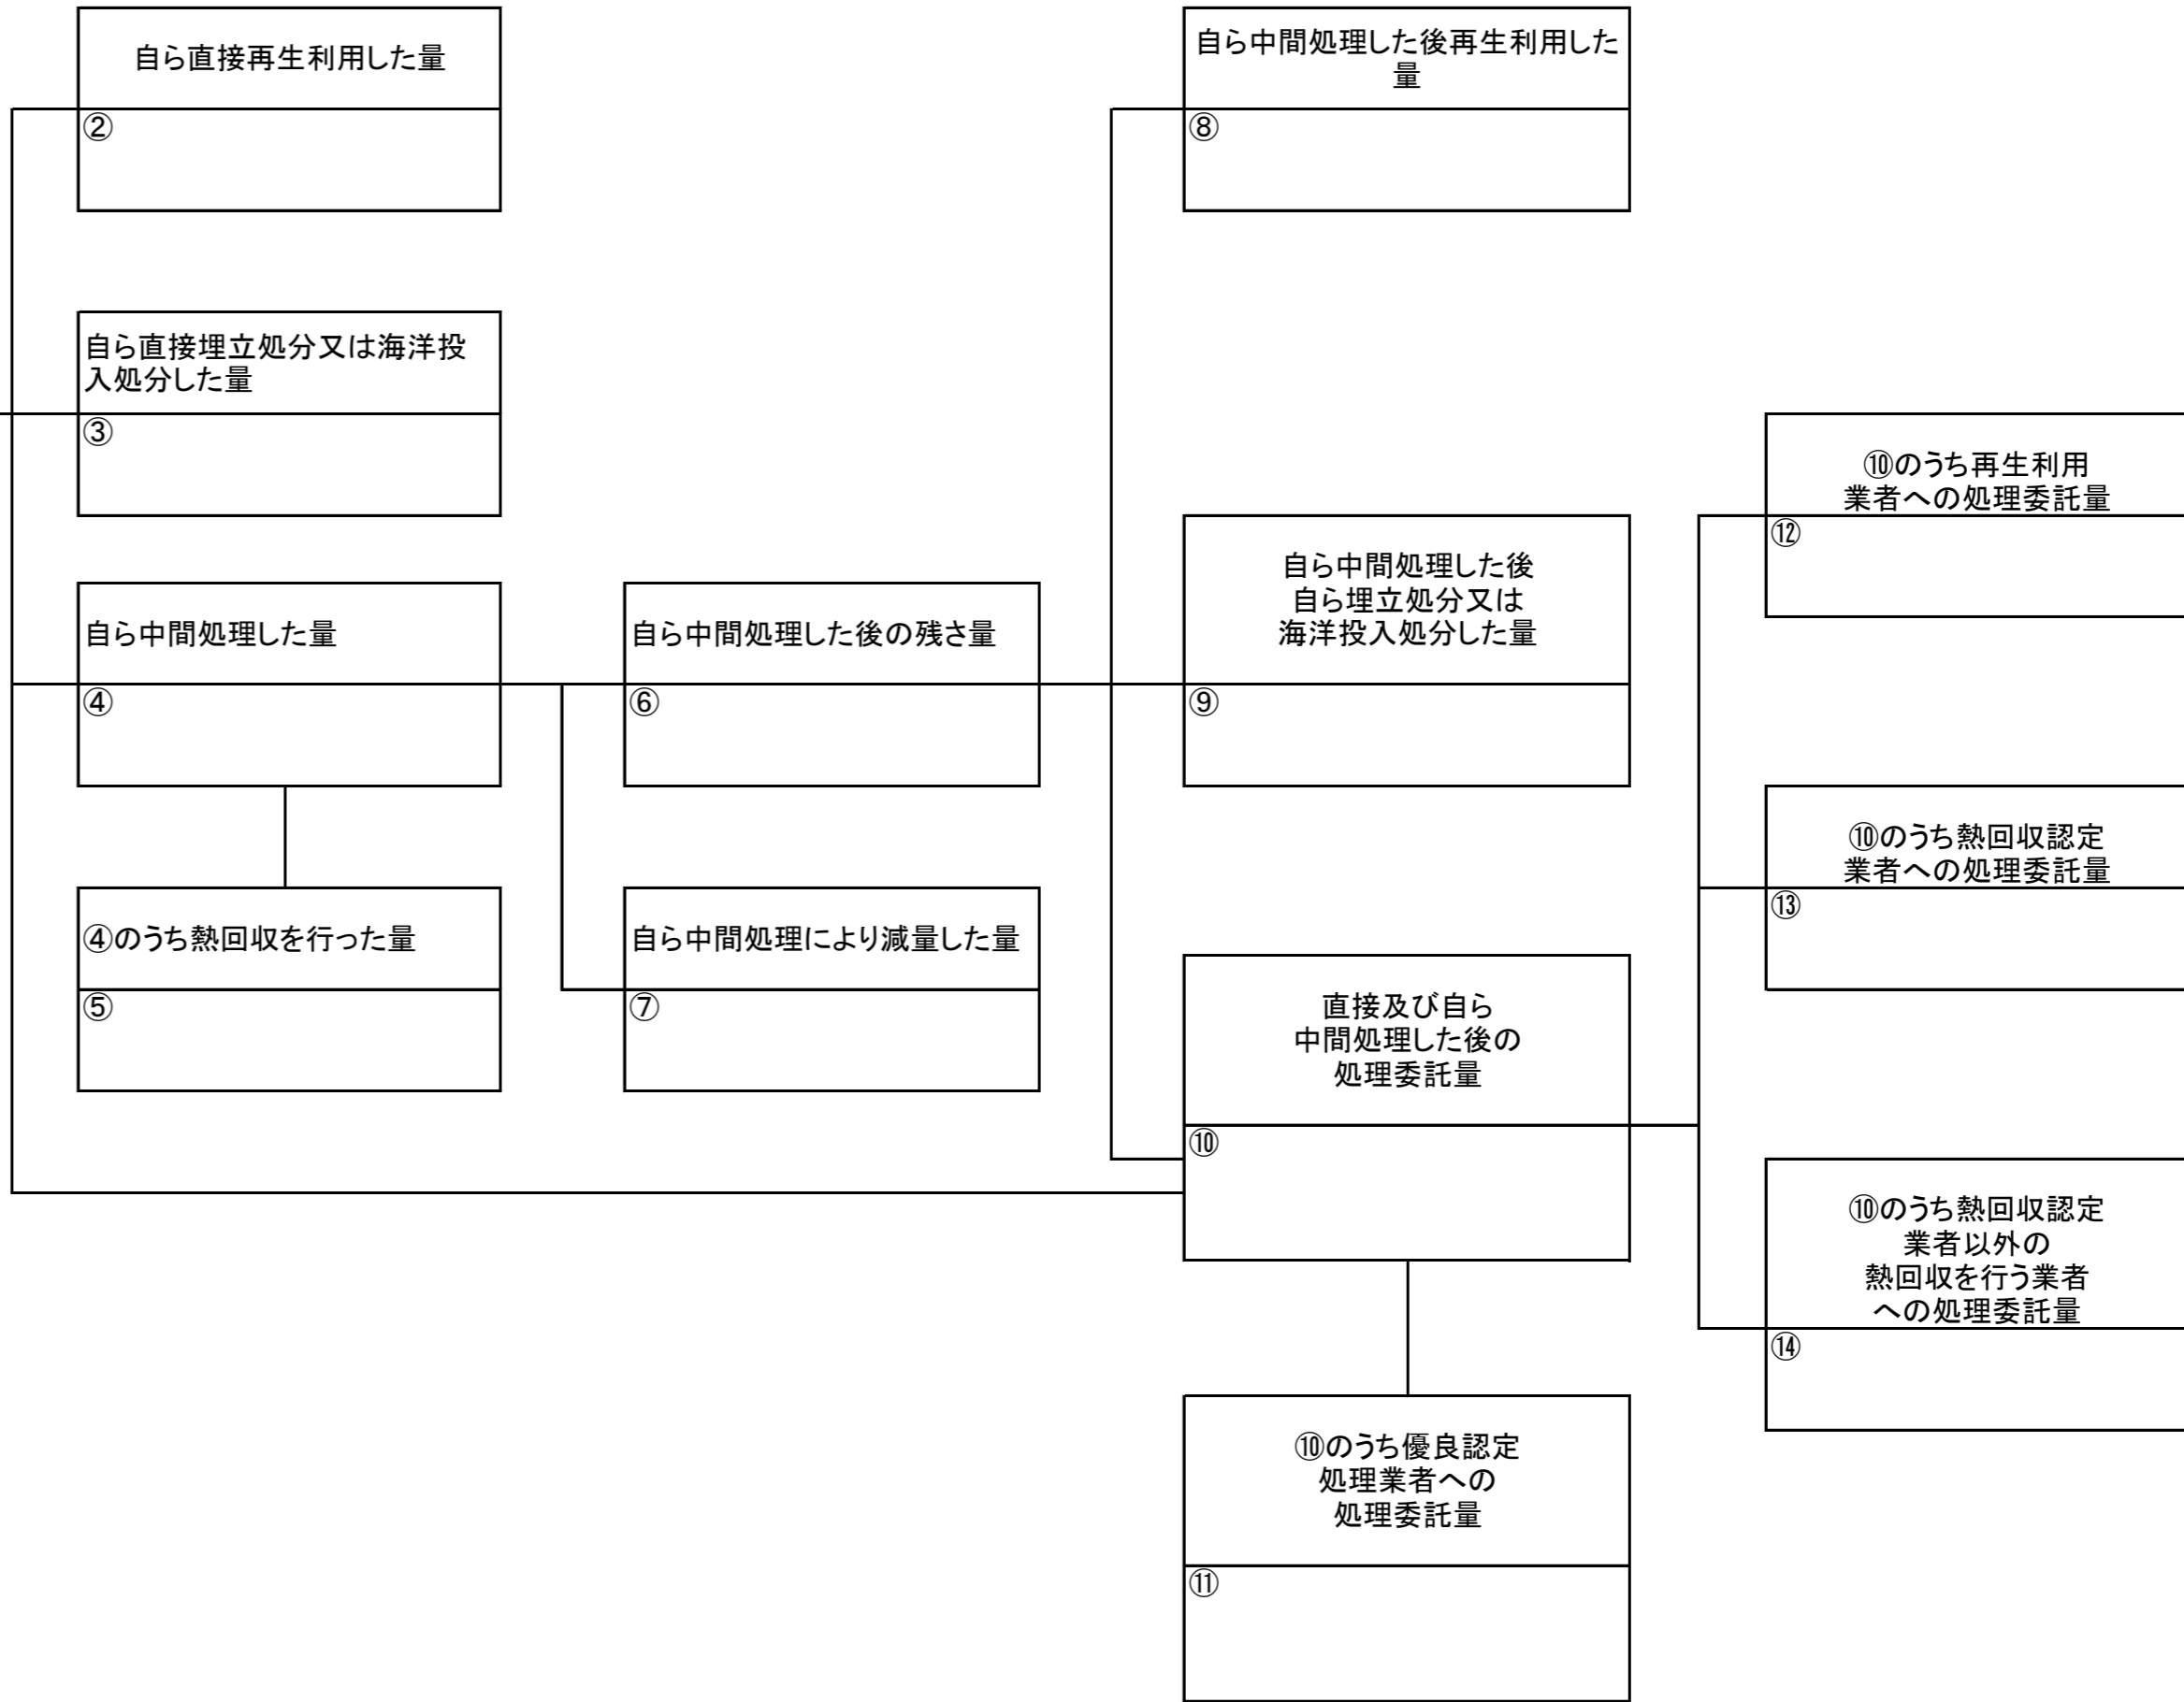 自ら直接再生利用した量
②
自ら直接埋立処分又は海洋投
入処分した量
③
自ら中間処理した量
④
④のうち熱回収を行った量
⑤
自ら中間処理した後の残さ量
⑥
自ら中間処理により減量した量
⑦
自ら中間処理した後再生利用した
量
⑧
自ら中間処理した後
自ら埋立処分又は
海洋投入処分した量
⑨
直接及び自ら
中間処理した後の
処理委託量
⑩
⑩のうち優良認定
処理業者への
処理委託量
⑪
⑩のうち再生利用
業者への処理委託量
⑫
⑩のうち熱回収認定
業者への処理委託量
⑬
⑩のうち熱回収認定
業者以外の
熱回収を行う業者
への処理委託量
⑭